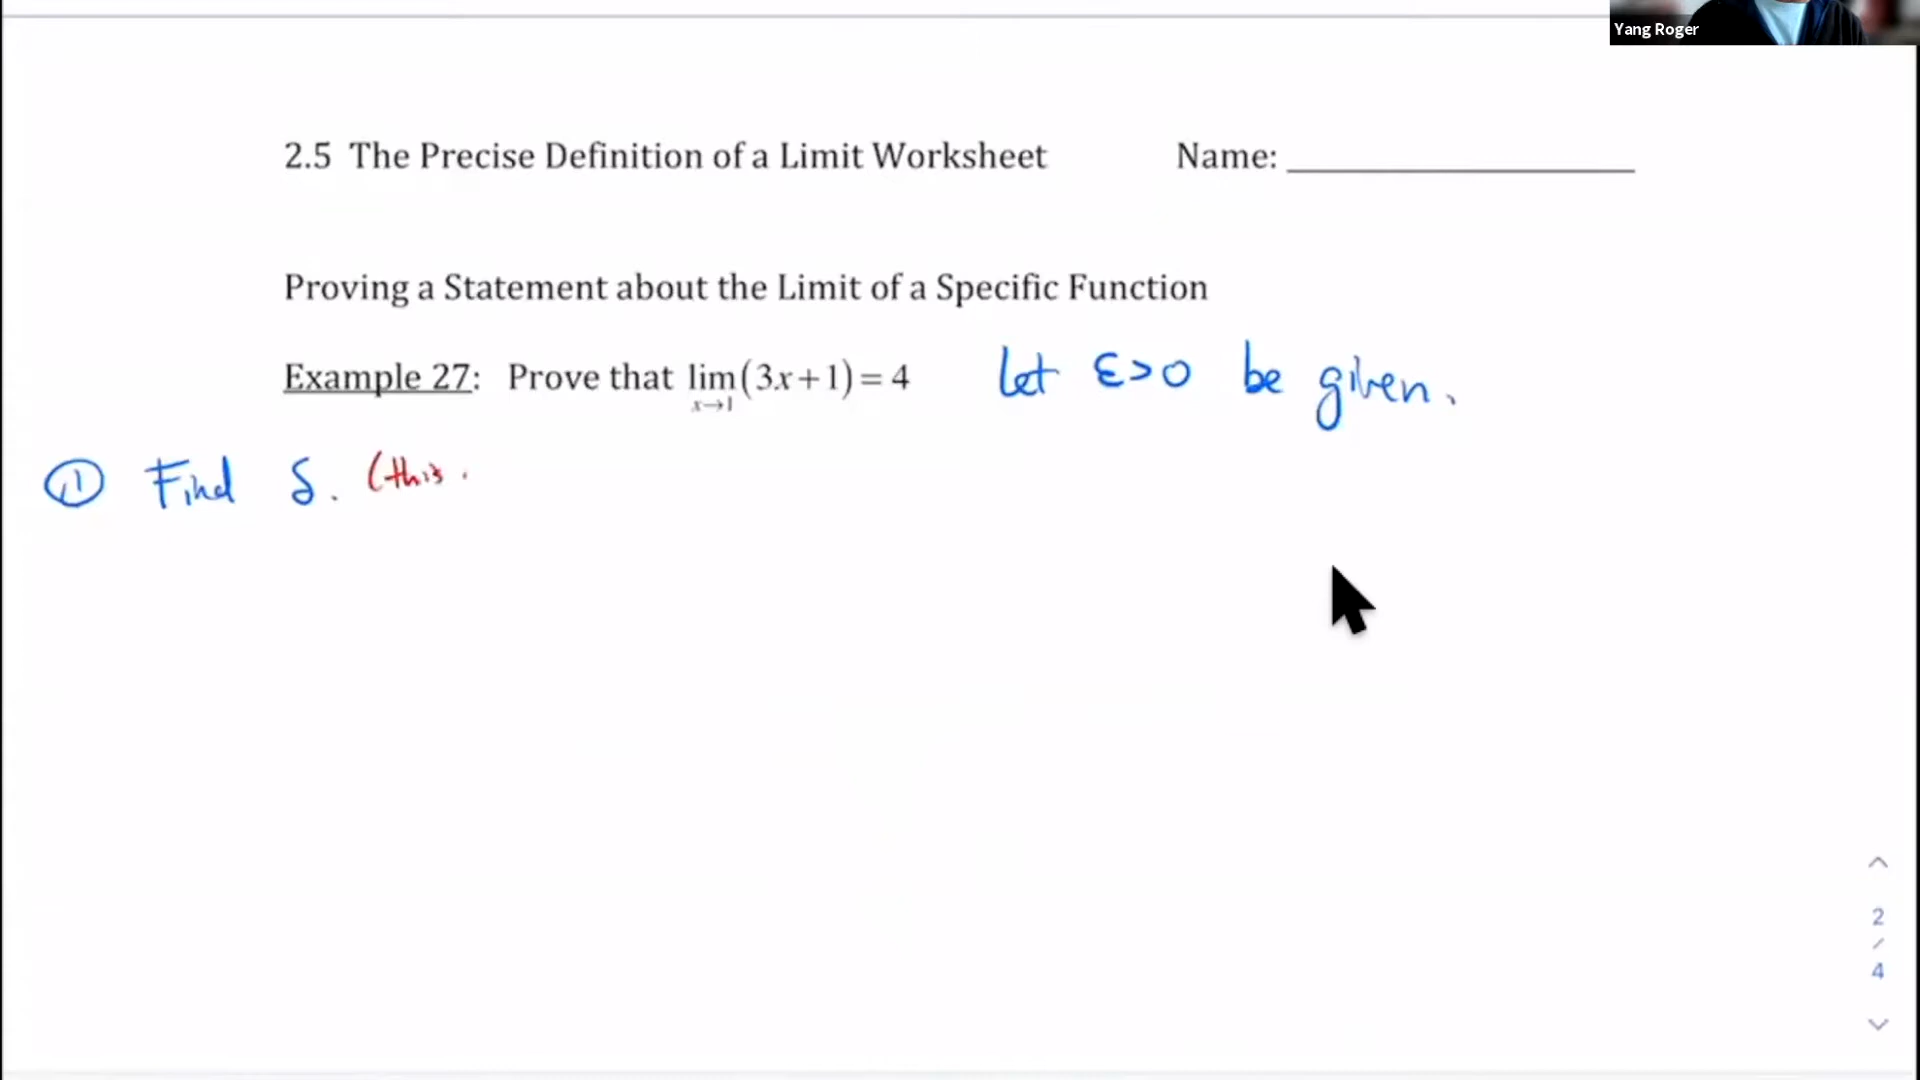 Yang Roger
2.5 The Precise Definition of a Limit Worksheet Name: ____________________
Proving a Statement about the Limit of a Specific Function
Example 27: Prove that lim(3x+1)=4 Let ε>0 be given.
x→1
① Find δ. (this
2
/
4